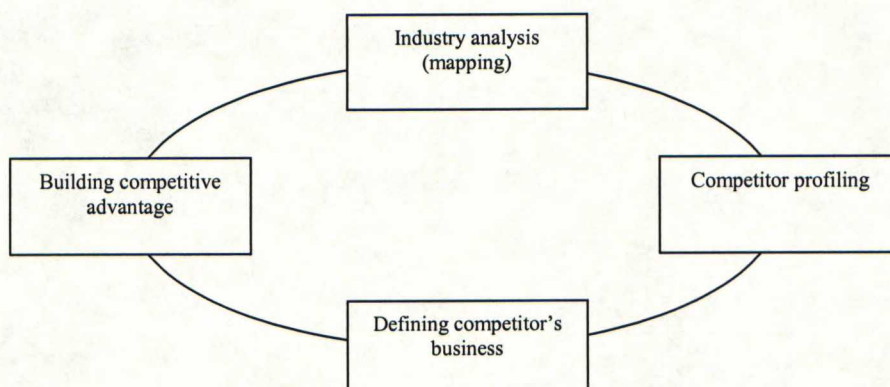 Industry analysis
(mapping)
Building competitive
advantage
Competitor profiling
Defining competitor's
business